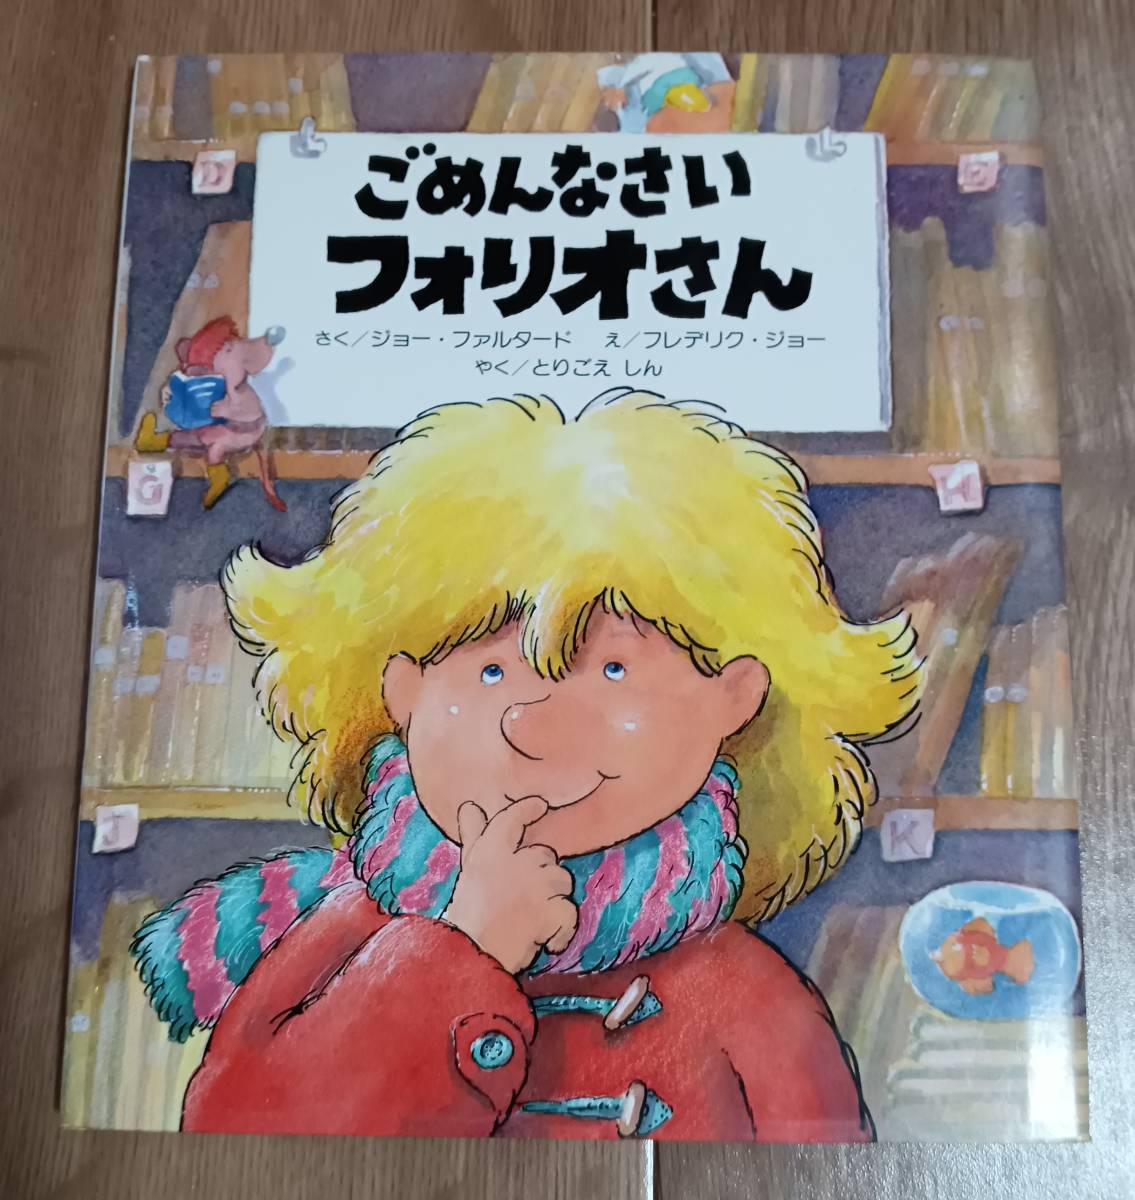 ごめんなさい
フォリオさん
さく/ジョー・ファルタード え/フレデリク・ジョー
やく/とりごえ しん
D
E
G
H
J
K